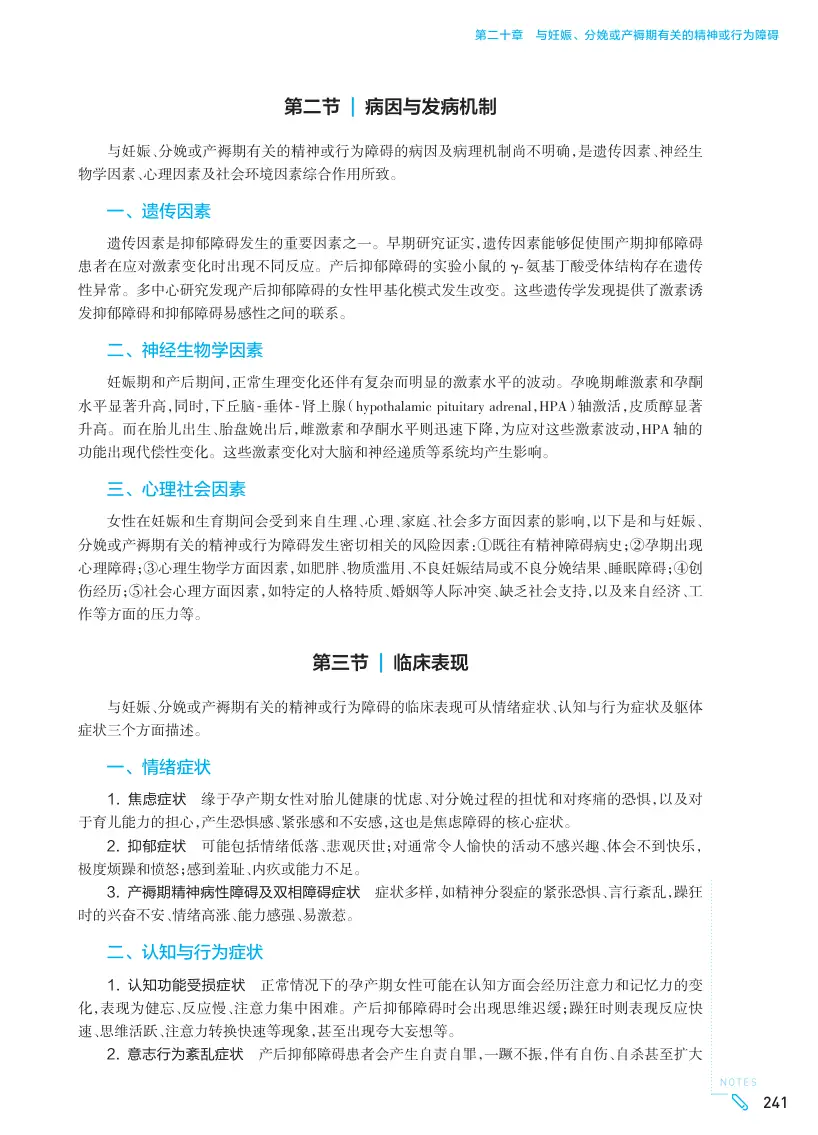 第二十章 与妊娠、分娩或产褥期有关的精神或行为障碍
第二节 | 病因与发病机制
与妊娠、分娩或产褥期有关的精神或行为障碍的病因及病理机制尚不明确,是遗传因素、神经生
物学因素、心理因素及社会环境因素综合作用所致。
一、遗传因素
遗传因素是抑郁障碍发生的重要因素之一。早期研究证实,遗传因素能够促使围产期抑郁障碍
患者在应对激素变化时出现不同反应。产后抑郁障碍的实验小鼠的 γ-氨基丁酸受体结构存在遗传
性异常。多中心研究发现产后抑郁障碍的女性甲基化模式发生改变。这些遗传学发现提供了激素诱
发抑郁障碍和抑郁障碍易感性之间的联系。
二、神经生物学因素
妊娠期和产后期间,正常生理变化还伴有复杂而明显的激素水平的波动。孕晚期雌激素和孕酮
水平显著升高,同时,下丘脑-垂体-肾上腺(hypothalamic pituitary adrenal,HPA)轴激活,皮质醇显著
升高。而在胎儿出生、胎盘娩出后,雌激素和孕酮水平则迅速下降,为应对这些激素波动,HPA 轴的
功能出现代偿性变化。这些激素变化对大脑和神经递质等系统均产生影响。
三、心理社会因素
女性在妊娠和生育期间会受到来自生理、心理、家庭、社会多方面因素的影响,以下是和与妊娠、
分娩或产褥期有关的精神或行为障碍发生密切相关的风险因素:①既往有精神障碍病史;②孕期出现
心理障碍;③心理生物学方面因素,如肥胖、物质滥用、不良妊娠结局或不良分娩结果、睡眠障碍;④创
伤经历;⑤社会心理方面因素,如特定的人格特质、婚姻等人际冲突、缺乏社会支持,以及来自经济、工
作等方面的压力等。
第三节 | 临床表现
与妊娠、分娩或产褥期有关的精神或行为障碍的临床表现可从情绪症状、认知与行为症状及躯体
症状三个方面描述。
一、情绪症状
1. 焦虑症状 缘于孕产期女性对胎儿健康的忧虑、对分娩过程的担忧和对疼痛的恐惧,以及对
于育儿能力的担心,产生恐惧感、紧张感和不安感,这也是焦虑障碍的核心症状。
2. 抑郁症状 可能包括情绪低落、悲观厌世;对通常令人愉快的活动不感兴趣、体会不到快乐,
极度烦躁和愤怒;感到羞耻、内疚或能力不足。
3. 产褥期精神病性障碍及双相障碍症状 症状多样,如精神分裂症的紧张恐惧、言行紊乱,躁狂
时的兴奋不安、情绪高涨、能力感强、易激惹。
二、认知与行为症状
1. 认知功能受损症状 正常情况下的孕产期女性可能在认知方面会经历注意力和记忆力的变
化,表现为健忘、反应慢、注意力集中困难。产后抑郁障碍时会出现思维迟缓;躁狂时则表现反应快
速、思维活跃、注意力转换快速等现象,甚至出现夸大妄想等。
2. 意志行为紊乱症状 产后抑郁障碍患者会产生自责自罪,一蹶不振,伴有自伤、自杀甚至扩大
NOTES
241